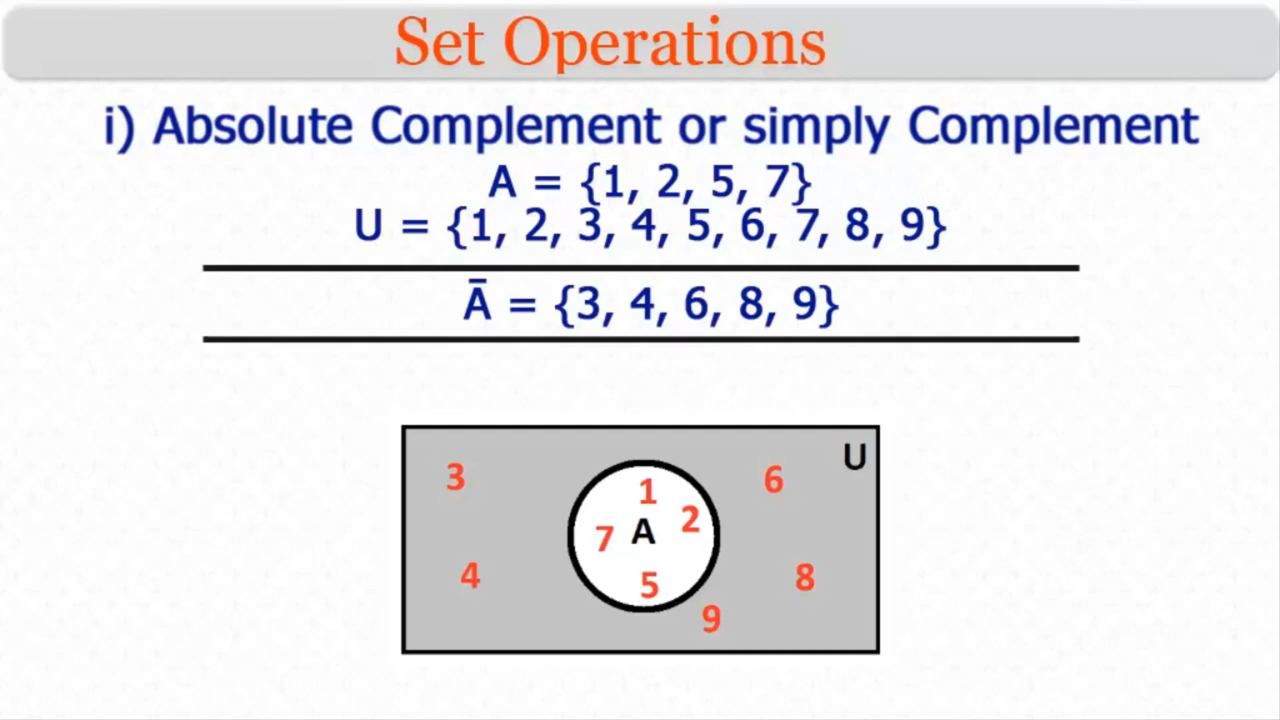 Set Operations
i) Absolute Complement or simply Complement
A = {1, 2, 5, 7}
U = {1, 2, 3, 4, 5, 6, 7, 8, 9}
Ā = {3, 4, 6, 8, 9}
U
3
6
1
2
7 A
4
5
8
9